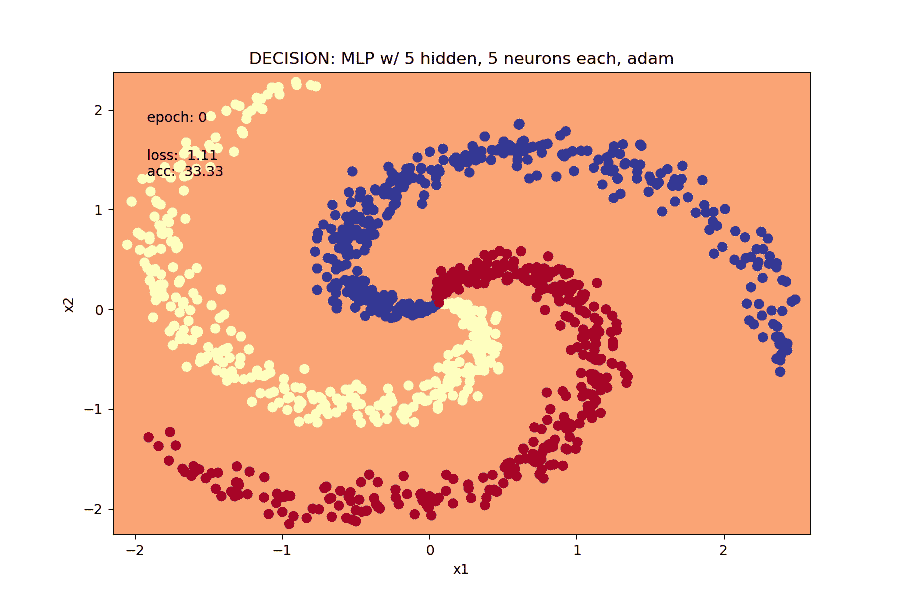 DECISION: MLP w/ 5 hidden, 5 neurons each, adam
epoch: 0
loss: 1.11
acc: 33.33
x2
2
1
0
−1
−2
−2
−1
0
1
2
x1